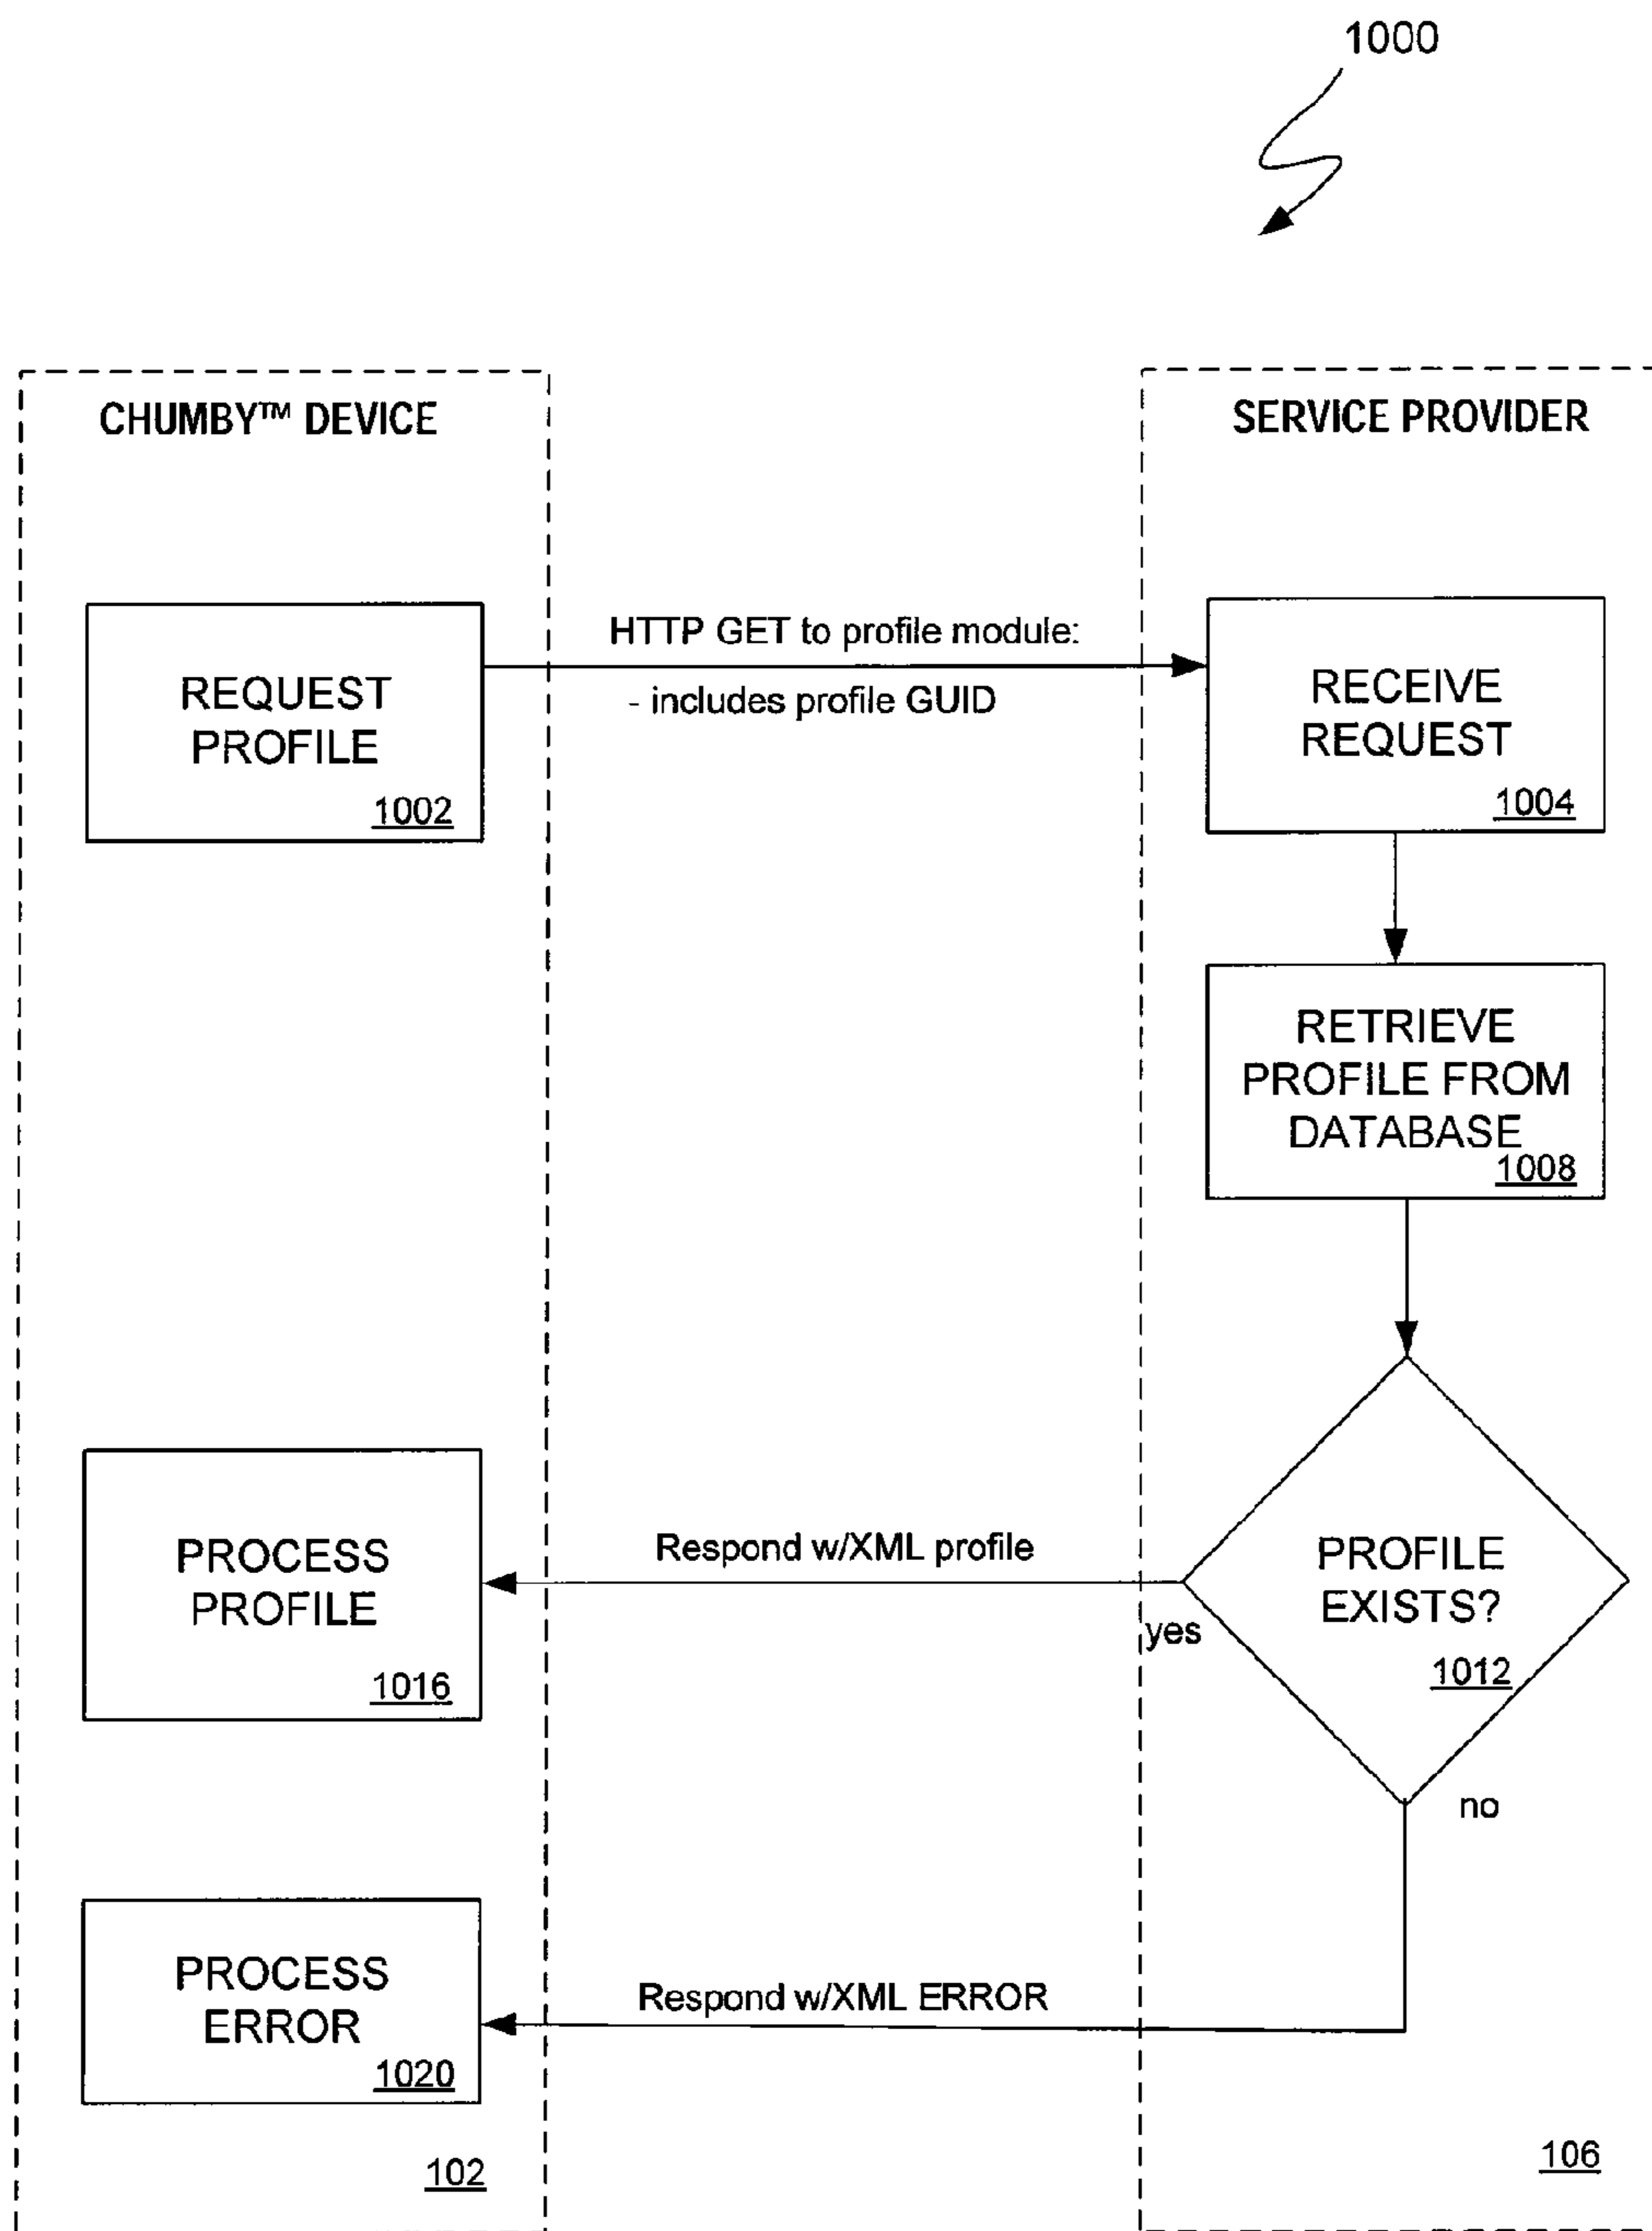 1000
CHUMBY™ DEVICE
SERVICE PROVIDER
REQUEST
PROFILE
1002
HTTP GET to profile module:
- includes profile GUID
RECEIVE
REQUEST
1004
RETRIEVE
PROFILE FROM
DATABASE
1008
PROFILE
EXISTS?
1012
yes
no
Respond w/XML profile
PROCESS
PROFILE
1016
Respond w/XML ERROR
PROCESS
ERROR
1020
102
106